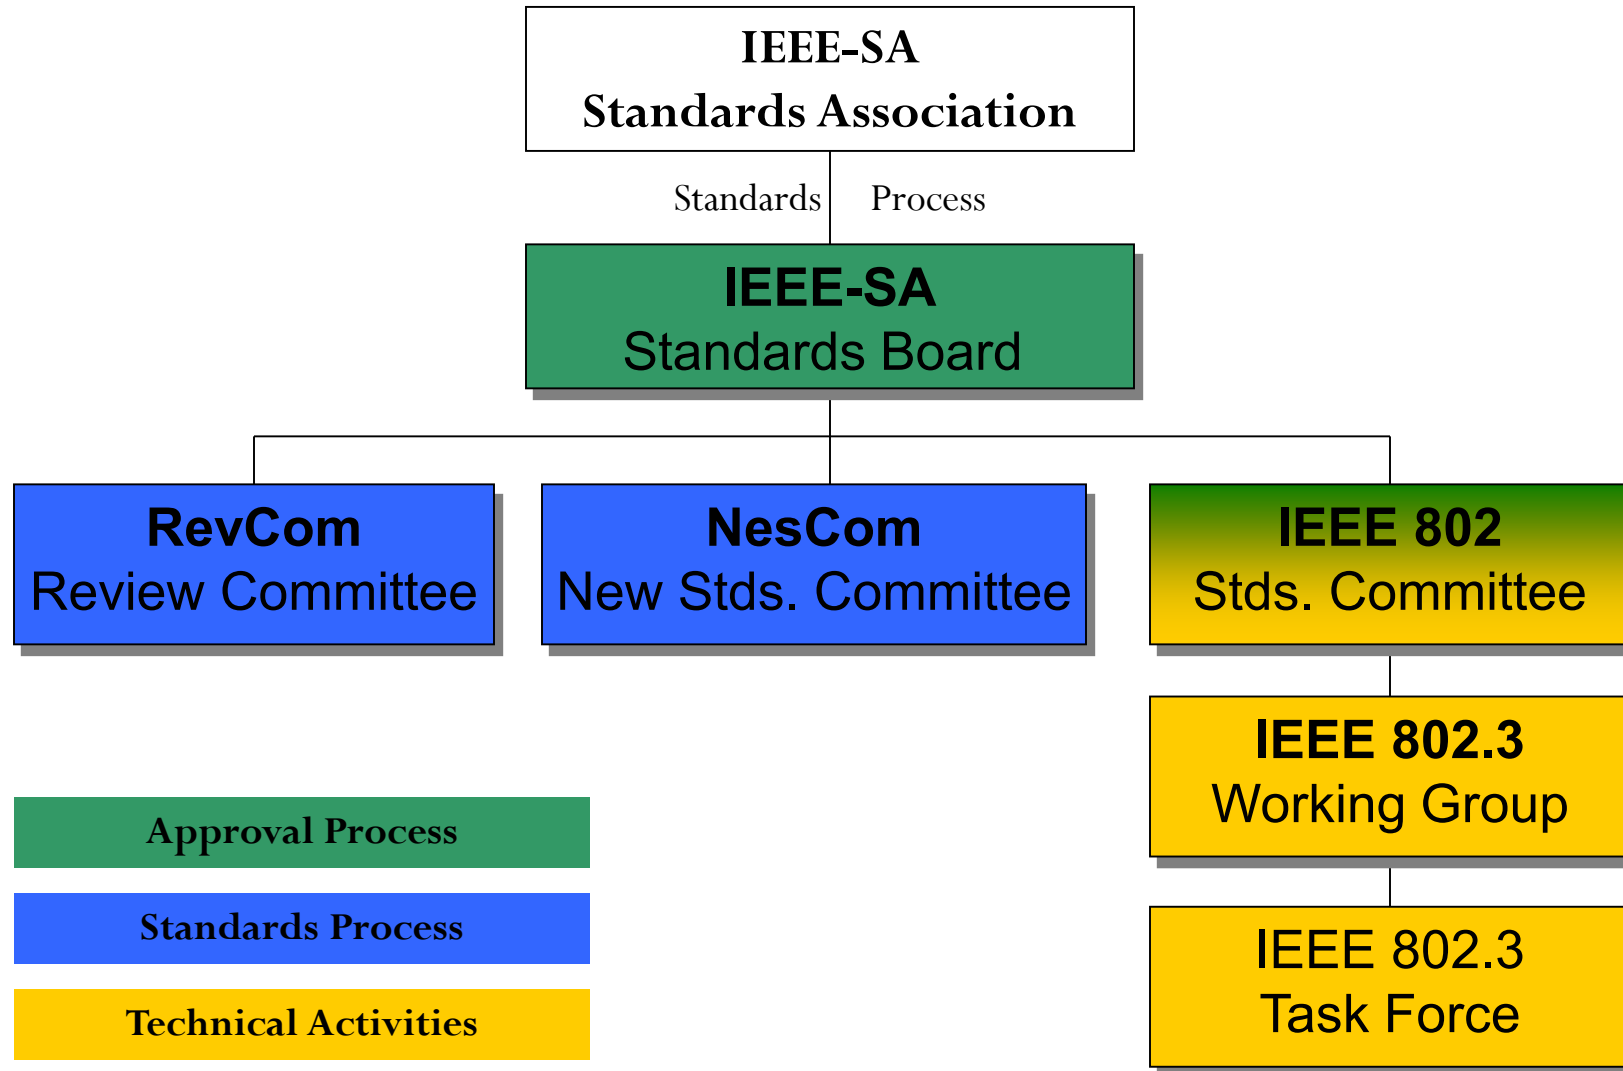 IEEE-SA
Standards Association
Standards Process
IEEE-SA
Standards Board
RevCom
Review Committee
NesCom
New Stds. Committee
IEEE 802
Stds. Committee
IEEE 802.3
Working Group
IEEE 802.3
Task Force
Approval Process
Standards Process
Technical Activities